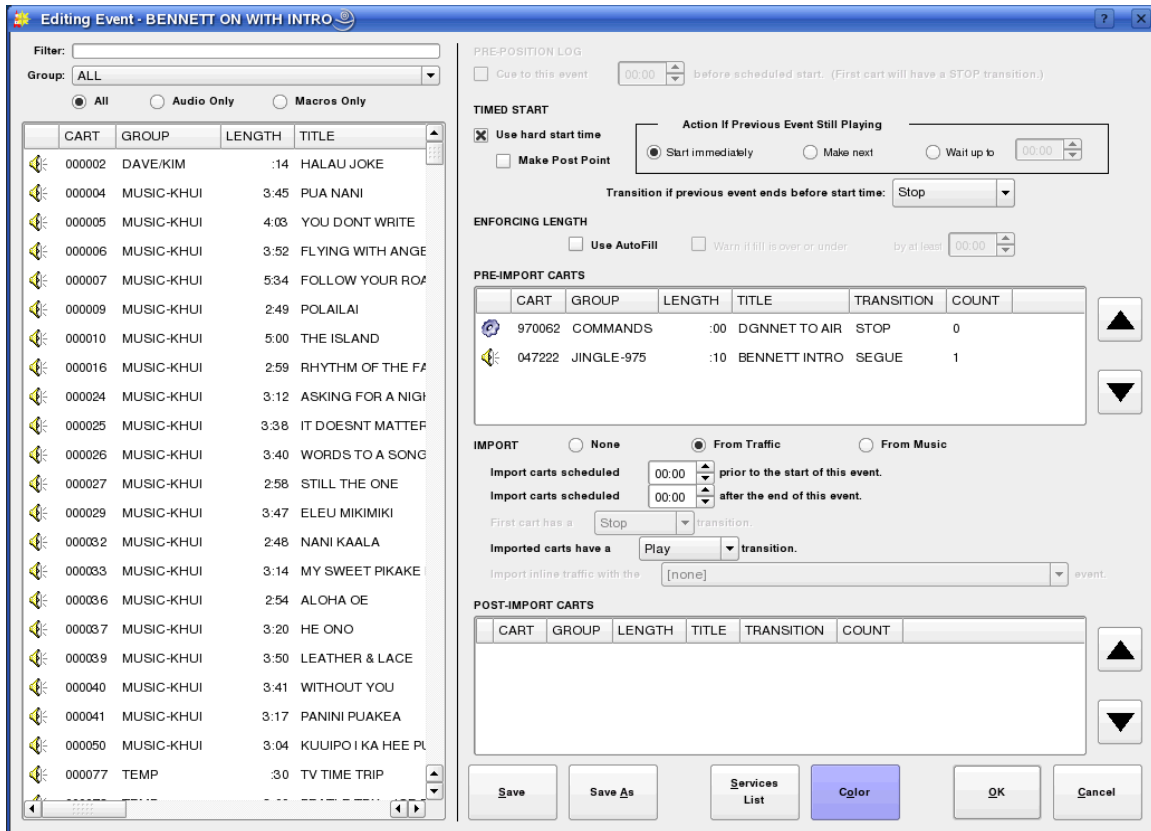 Editing Event - BENNETT ON WITH INTRO
Filter:
Group: ALL
All Audio Only Macros Only
CART GROUP LENGTH TITLE
000002 DAVE/KIM :14 HALAU JOKE
000004 MUSIC-KHUI 3:45 PUA NANI
000005 MUSIC-KHUI 4:03 YOU DONT WRITE
000006 MUSIC-KHUI 3:52 FLYING WITH ANGE
000007 MUSIC-KHUI 5:34 FOLLOW YOUR ROA
000009 MUSIC-KHUI 2:49 POLAILAI
000010 MUSIC-KHUI 5:00 THE ISLAND
000016 MUSIC-KHUI 2:59 RHYTHM OF THE FA
000024 MUSIC-KHUI 3:12 ASKING FOR A NIGH
000025 MUSIC-KHUI 3:38 IT DOESNT MATTER
000026 MUSIC-KHUI 3:40 WORDS TO A SONG
000027 MUSIC-KHUI 2:58 STILL THE ONE
000029 MUSIC-KHUI 3:47 ELEU MIKIMIKI
000032 MUSIC-KHUI 2:48 NANI KAALA
000033 MUSIC-KHUI 3:14 MY SWEET PIKAKE
000036 MUSIC-KHUI 2:54 ALOHA OE
000037 MUSIC-KHUI 3:20 HE ONO
000039 MUSIC-KHUI 3:50 LEATHER & LACE
000040 MUSIC-KHUI 3:41 WITHOUT YOU
000041 MUSIC-KHUI 3:17 PANINI PUAKEA
000050 MUSIC-KHUI 3:04 KUUIPO I KA HEE PU
000077 TEMP :30 TV TIME TRIP
PRE-POSITION LOG
Cue to this event 00:00 before scheduled start. (First cart will have a STOP transition.)
TIMED START
Use hard start time
Make Post Point
Action If Previous Event Still Playing
Start immediately Make next Wait up to 00:00
Transition if previous event ends before start time: Stop
ENFORCING LENGTH
Use AutoFill Warn if fill is over or under by at least 00:00
PRE-IMPORT CARTS
CART GROUP LENGTH TITLE TRANSITION COUNT
970062 COMMANDS :00 DGNNET TO AIR STOP 0
047222 JINGLE-975 :10 BENNETT INTRO SEGUE 1
IMPORT None From Traffic From Music
Import carts scheduled 00:00 prior to the start of this event.
Import carts scheduled 00:00 after the end of this event.
First cart has a Stop transition.
Imported carts have a Play transition.
Import inline traffic with the [none] event.
POST-IMPORT CARTS
CART GROUP LENGTH TITLE TRANSITION COUNT
Save
Save As
Services List
Color
OK
Cancel